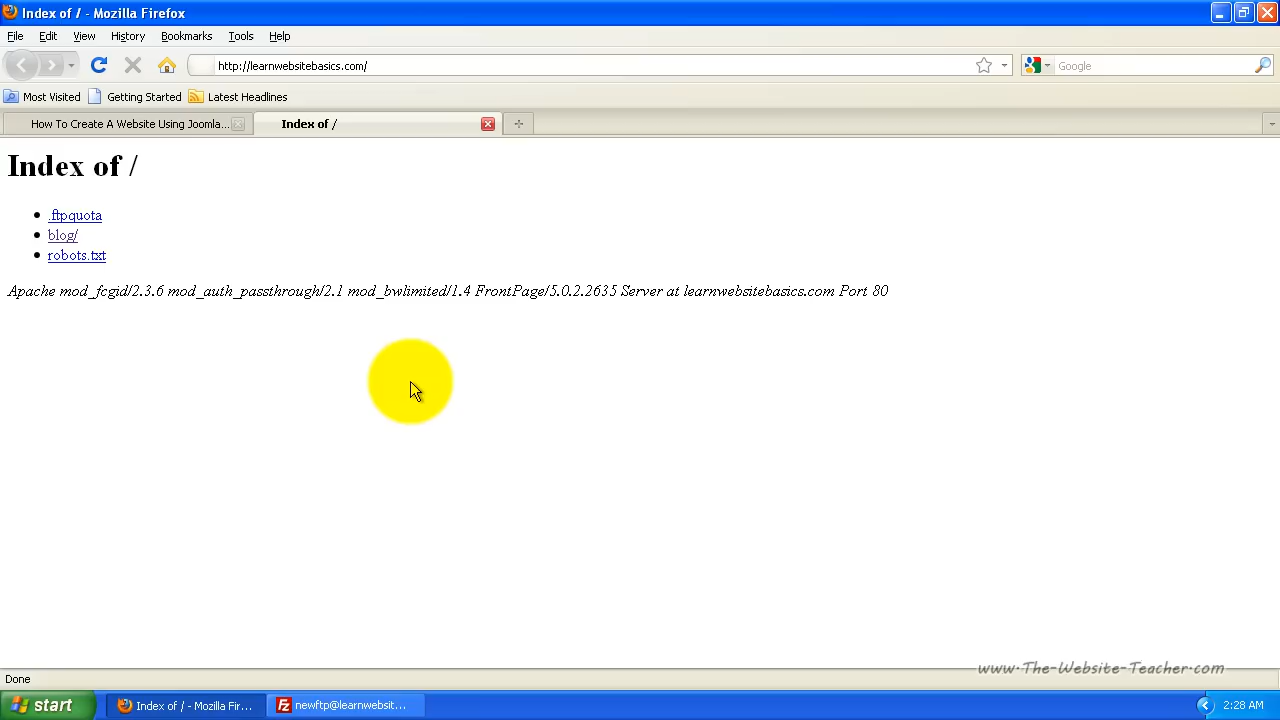 Index of / - Mozilla Firefox
File Edit View History Bookmarks Tools Help
http://learnwebsitebasics.com/
Google
Most Visited Getting Started Latest Headlines
How To Create A Website Using Joomla...
Index of /
Index of /
.ftpquota
blog/
robots.txt
Apache mod_fcgid/2.3.6 mod_auth_passthrough/2.1 mod_bwlimited/1.4 FrontPage/5.0.2.2635 Server at learnwebsitebasics.com Port 80
www.The-Website-Teacher.com
Done
start
Index of / - Mozilla Fir...
newftp@learnwebsit...
2:28 AM